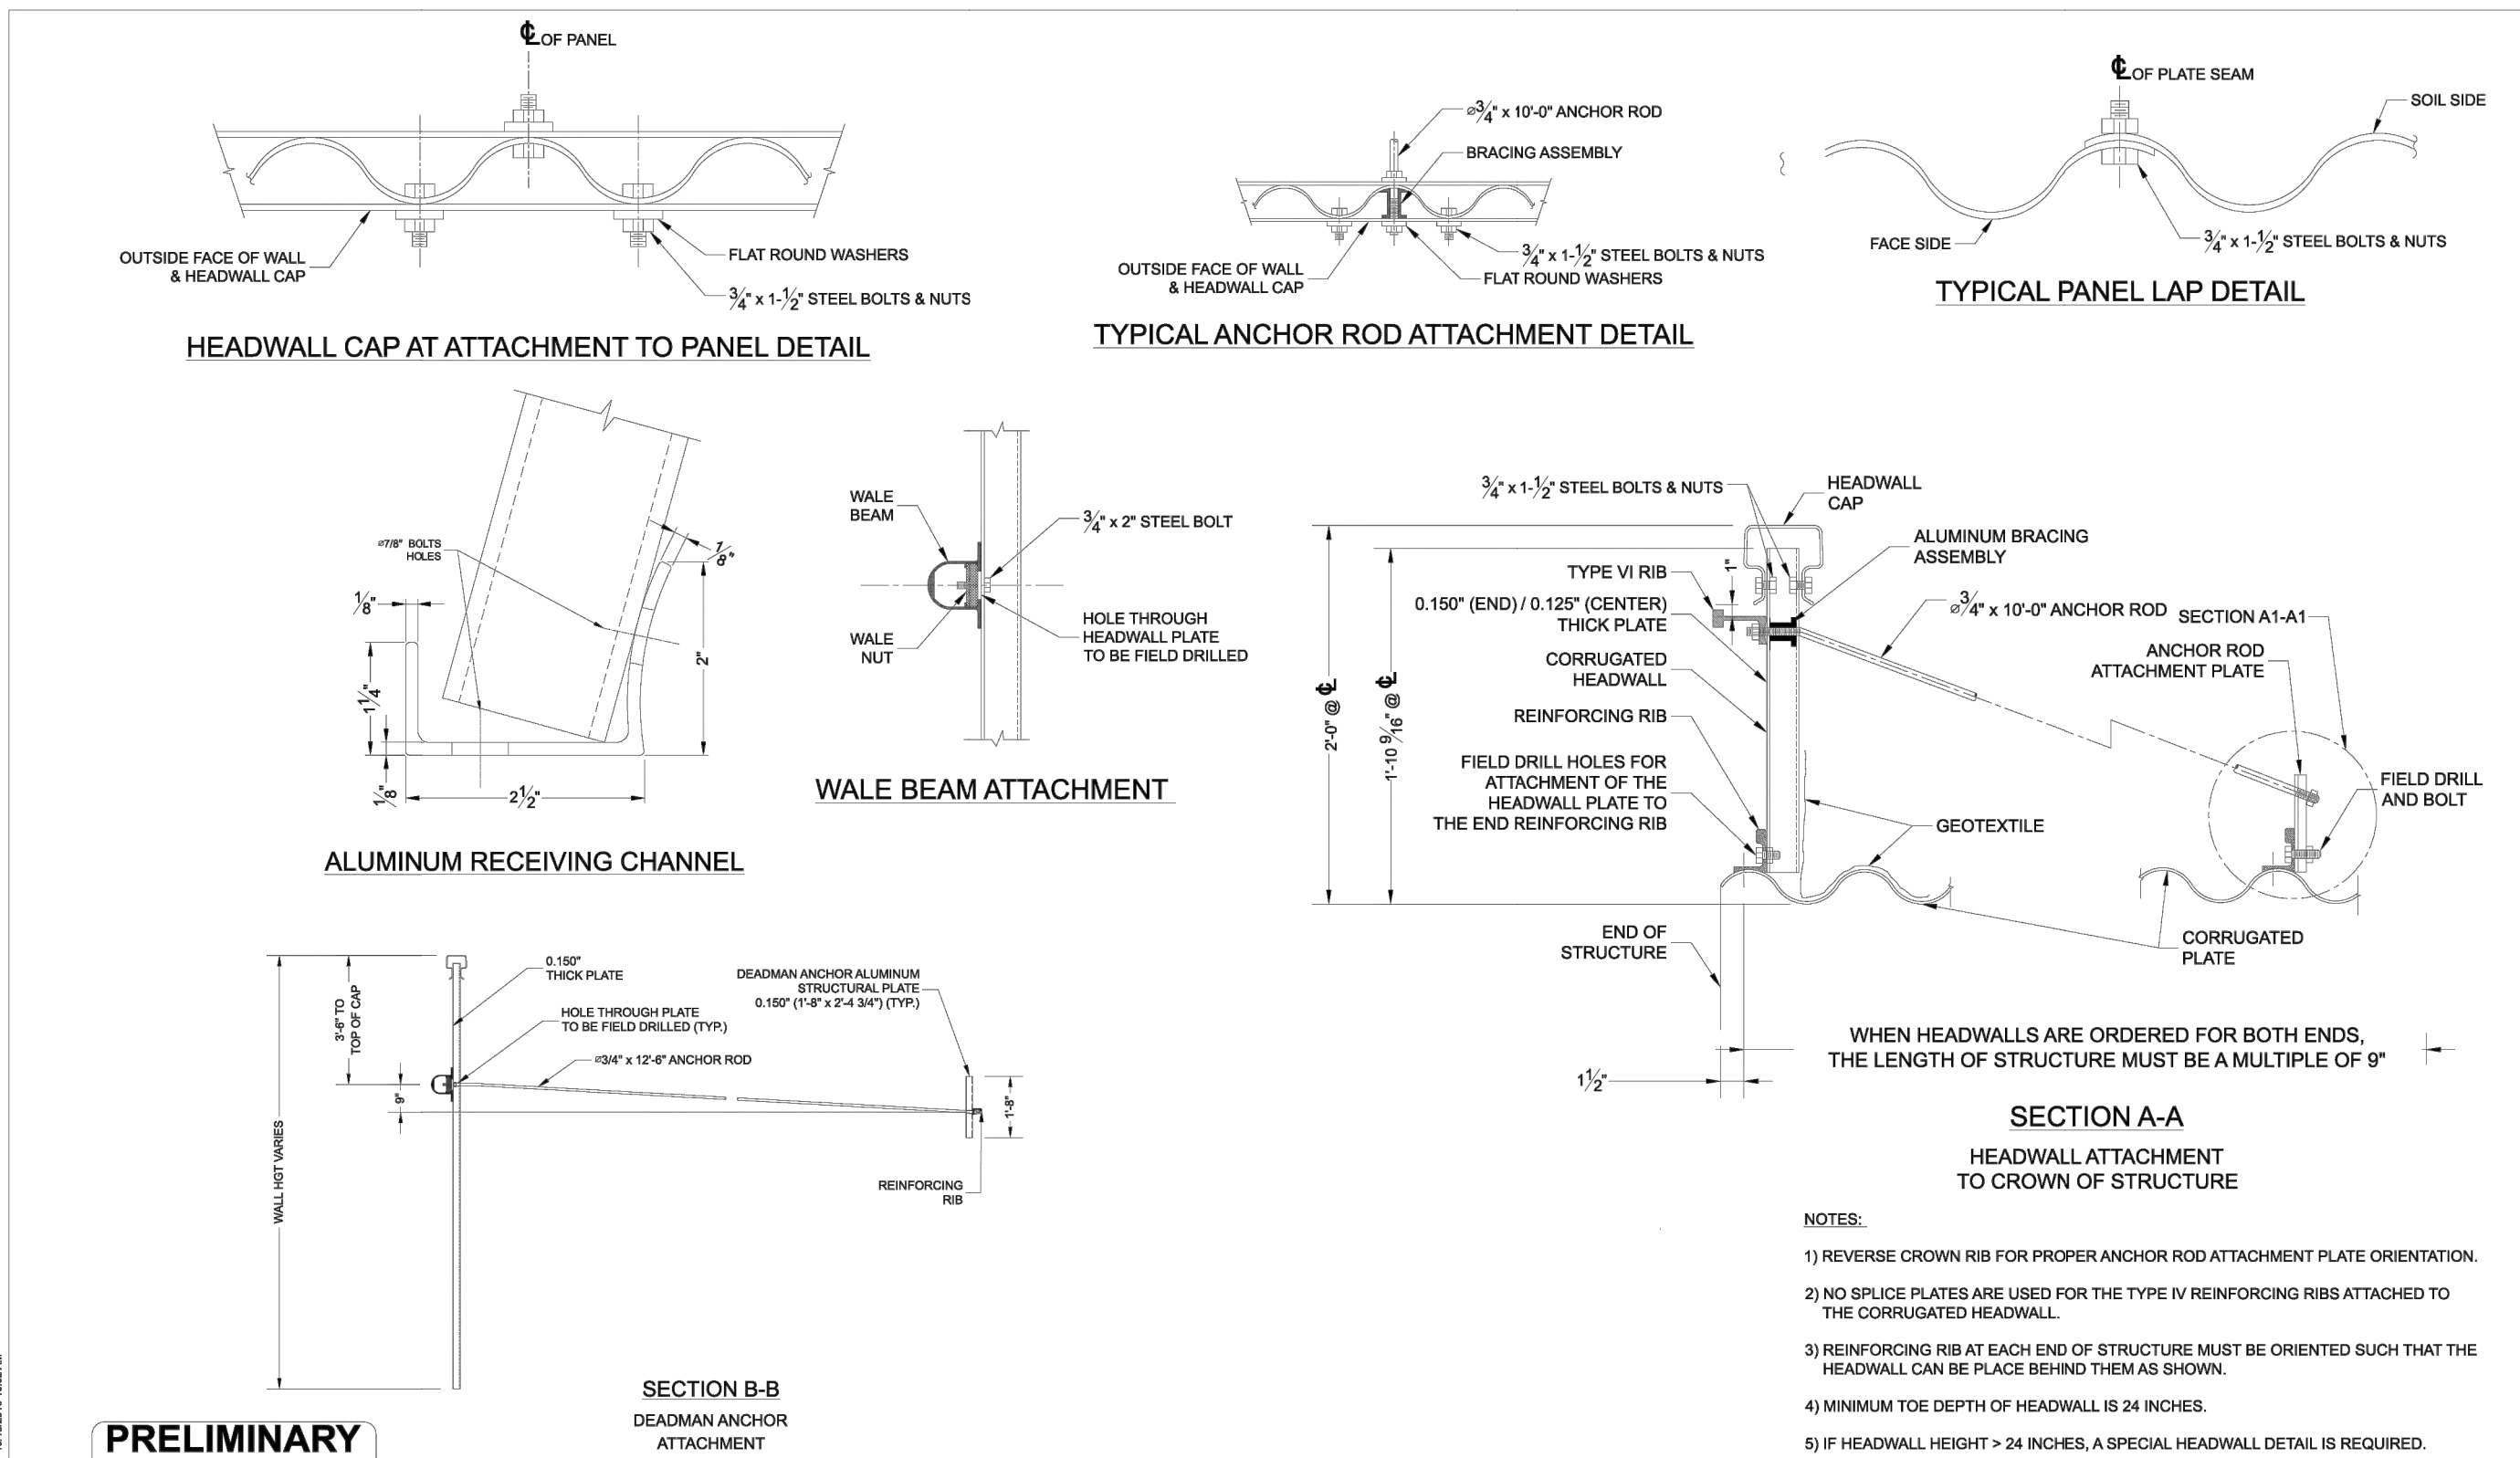 ℄ OF PANEL
OUTSIDE FACE OF WALL
& HEADWALL CAP
FLAT ROUND WASHERS
3/4" x 1-1/2" STEEL BOLTS & NUTS
HEADWALL CAP AT ATTACHMENT TO PANEL DETAIL
⌀3/4" x 10'-0" ANCHOR ROD
BRACING ASSEMBLY
3/4" x 1-1/2" STEEL BOLTS & NUTS
FLAT ROUND WASHERS
OUTSIDE FACE OF WALL
& HEADWALL CAP
TYPICAL ANCHOR ROD ATTACHMENT DETAIL
℄ OF PLATE SEAM
SOIL SIDE
FACE SIDE
3/4" x 1-1/2" STEEL BOLTS & NUTS
TYPICAL PANEL LAP DETAIL
⌀7/8" BOLTS
HOLES
1/8"
1/8"
1 1/4"
2"
1/8"
2 1/2"
ALUMINUM RECEIVING CHANNEL
WALE
BEAM
3/4" x 2" STEEL BOLT
WALE
NUT
HOLE THROUGH
HEADWALL PLATE
TO BE FIELD DRILLED
WALE BEAM ATTACHMENT
3/4" x 1-1/2" STEEL BOLTS & NUTS
HEADWALL
CAP
ALUMINUM BRACING
ASSEMBLY
1"
TYPE VI RIB
0.150" (END) / 0.125" (CENTER)
THICK PLATE
⌀3/4" x 10'-0" ANCHOR ROD
SECTION A1-A1
CORRUGATED
HEADWALL
ANCHOR ROD
ATTACHMENT PLATE
REINFORCING RIB
2'-0" @ ℄
1'-10 9/16" @ ℄
FIELD DRILL HOLES FOR
ATTACHMENT OF THE
HEADWALL PLATE TO
THE END REINFORCING RIB
FIELD DRILL
AND BOLT
GEOTEXTILE
END OF
STRUCTURE
CORRUGATED
PLATE
1 1/2"
WHEN HEADWALLS ARE ORDERED FOR BOTH ENDS,
THE LENGTH OF STRUCTURE MUST BE A MULTIPLE OF 9"
SECTION A-A
HEADWALL ATTACHMENT
TO CROWN OF STRUCTURE
0.150"
THICK PLATE
DEADMAN ANCHOR ALUMINUM
STRUCTURAL PLATE
0.150" (1'-8" x 2'-4 3/4") (TYP.)
3'-6" TO
TOP OF CAP
HOLE THROUGH PLATE
TO BE FIELD DRILLED (TYP.)
⌀3/4" x 12'-6" ANCHOR ROD
9"
1'-8"
WALL HGT VARIES
REINFORCING
RIB
SECTION B-B
DEADMAN ANCHOR
ATTACHMENT
PRELIMINARY
NOTES:
1) REVERSE CROWN RIB FOR PROPER ANCHOR ROD ATTACHMENT PLATE ORIENTATION.
2) NO SPLICE PLATES ARE USED FOR THE TYPE IV REINFORCING RIBS ATTACHED TO
THE CORRUGATED HEADWALL.
3) REINFORCING RIB AT EACH END OF STRUCTURE MUST BE ORIENTED SUCH THAT THE
HEADWALL CAN BE PLACE BEHIND THEM AS SHOWN.
4) MINIMUM TOE DEPTH OF HEADWALL IS 24 INCHES.
5) IF HEADWALL HEIGHT > 24 INCHES, A SPECIAL HEADWALL DETAIL IS REQUIRED.